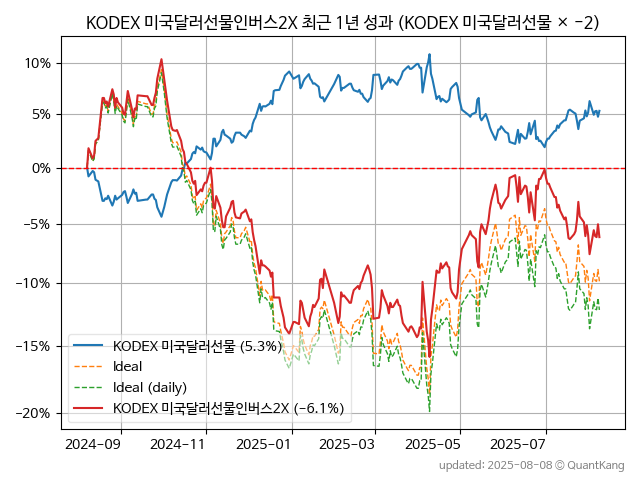 KODEX 미국달러선물인버스2X 최근 1년 성과 (KODEX 미국달러선물 × −2)
10%
5%
0%
−5%
−10%
−15%
−20%
KODEX 미국달러선물 (5.3%)
Ideal
Ideal (daily)
KODEX 미국달러선물인버스2X (−6.1%)
2024-09
2024-11
2025-01
2025-03
2025-05
2025-07
updated: 2025-08-08 © QuantKang